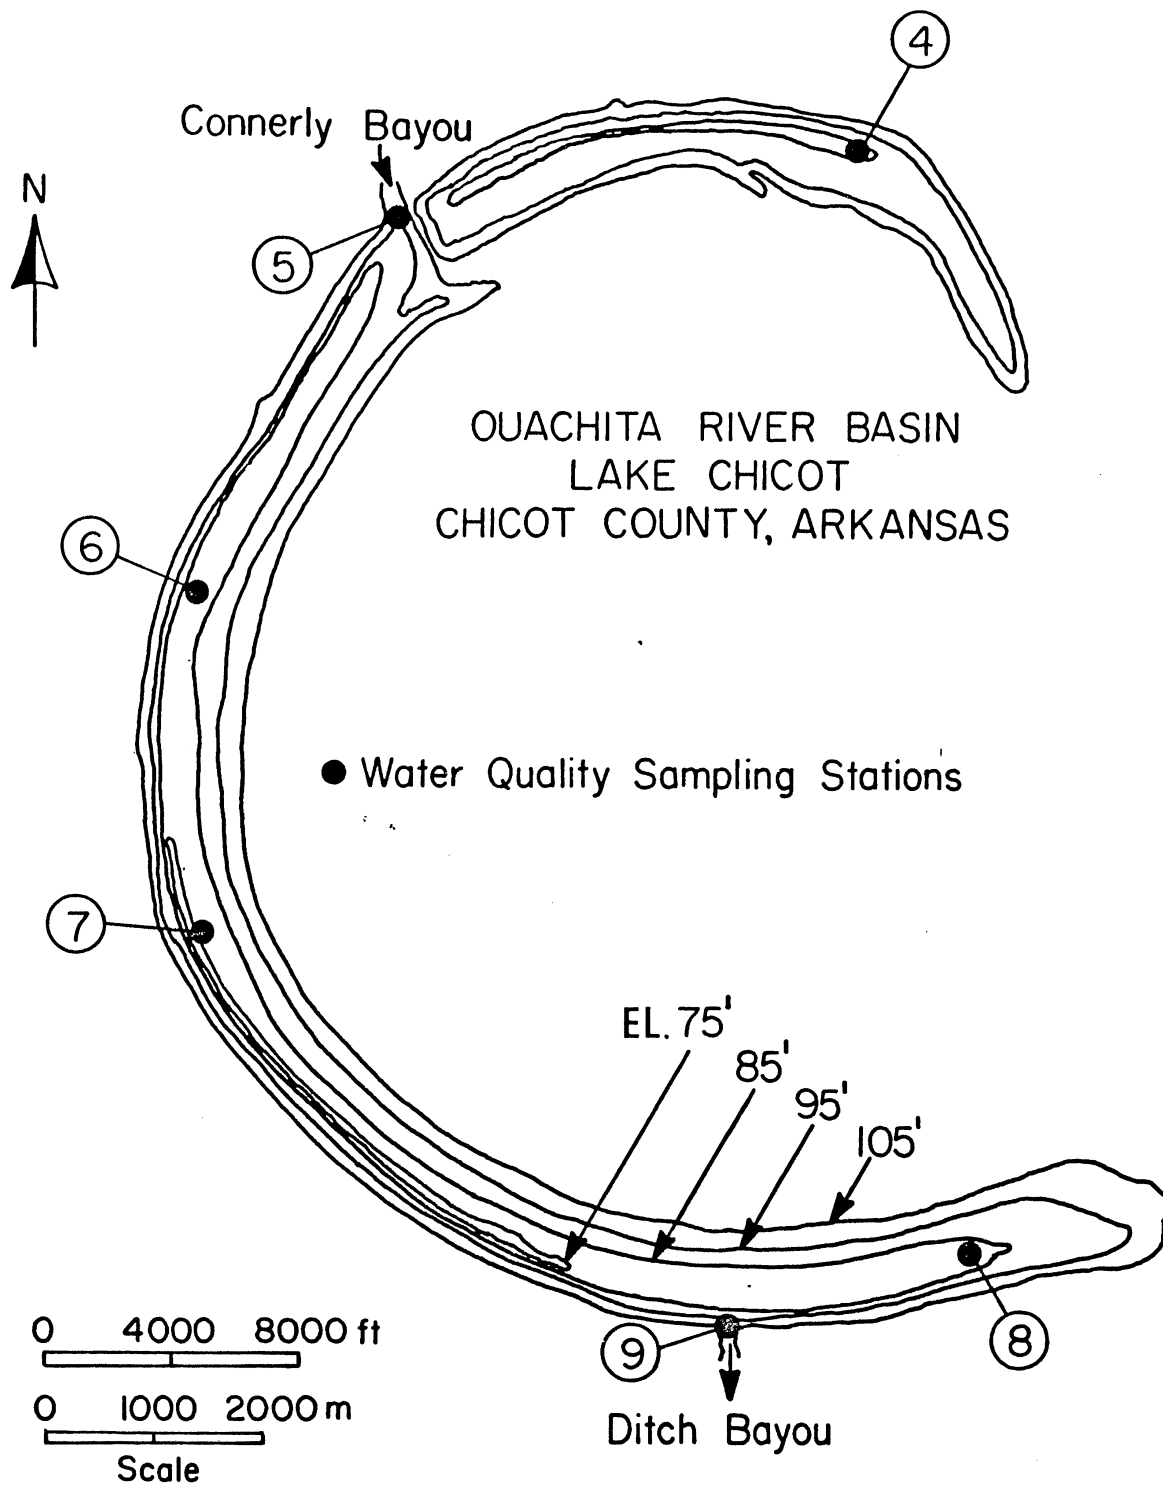 4
Connerly Bayou
N
5
OUACHITA RIVER BASIN
LAKE CHICOT
CHICOT COUNTY, ARKANSAS
6
Water Quality Sampling Stations
7
EL. 75'
85'
95'
105'
0 4000 8000 ft
9
8
0 1000 2000 m
Ditch Bayou
Scale